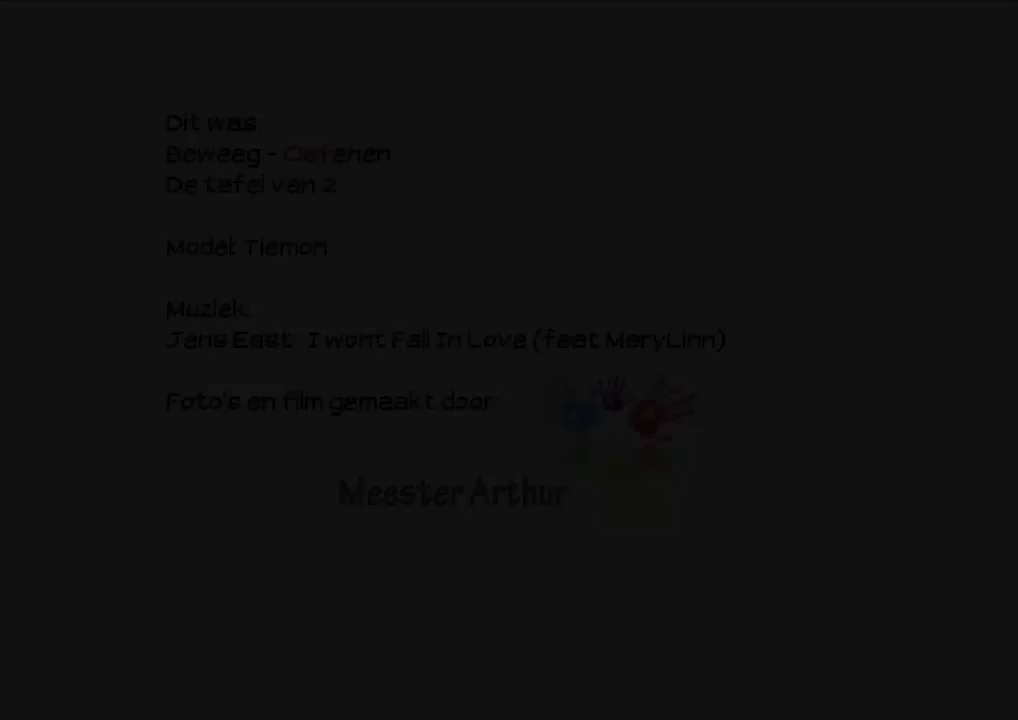 Dit was
Beweeg - Oefenen
De tafel van 2
Model: Tiemon
Muziek:
Jens East: I wont Fall In Love (feat MaryLinn)
Foto's en film gemaakt door:
Meester Arthur